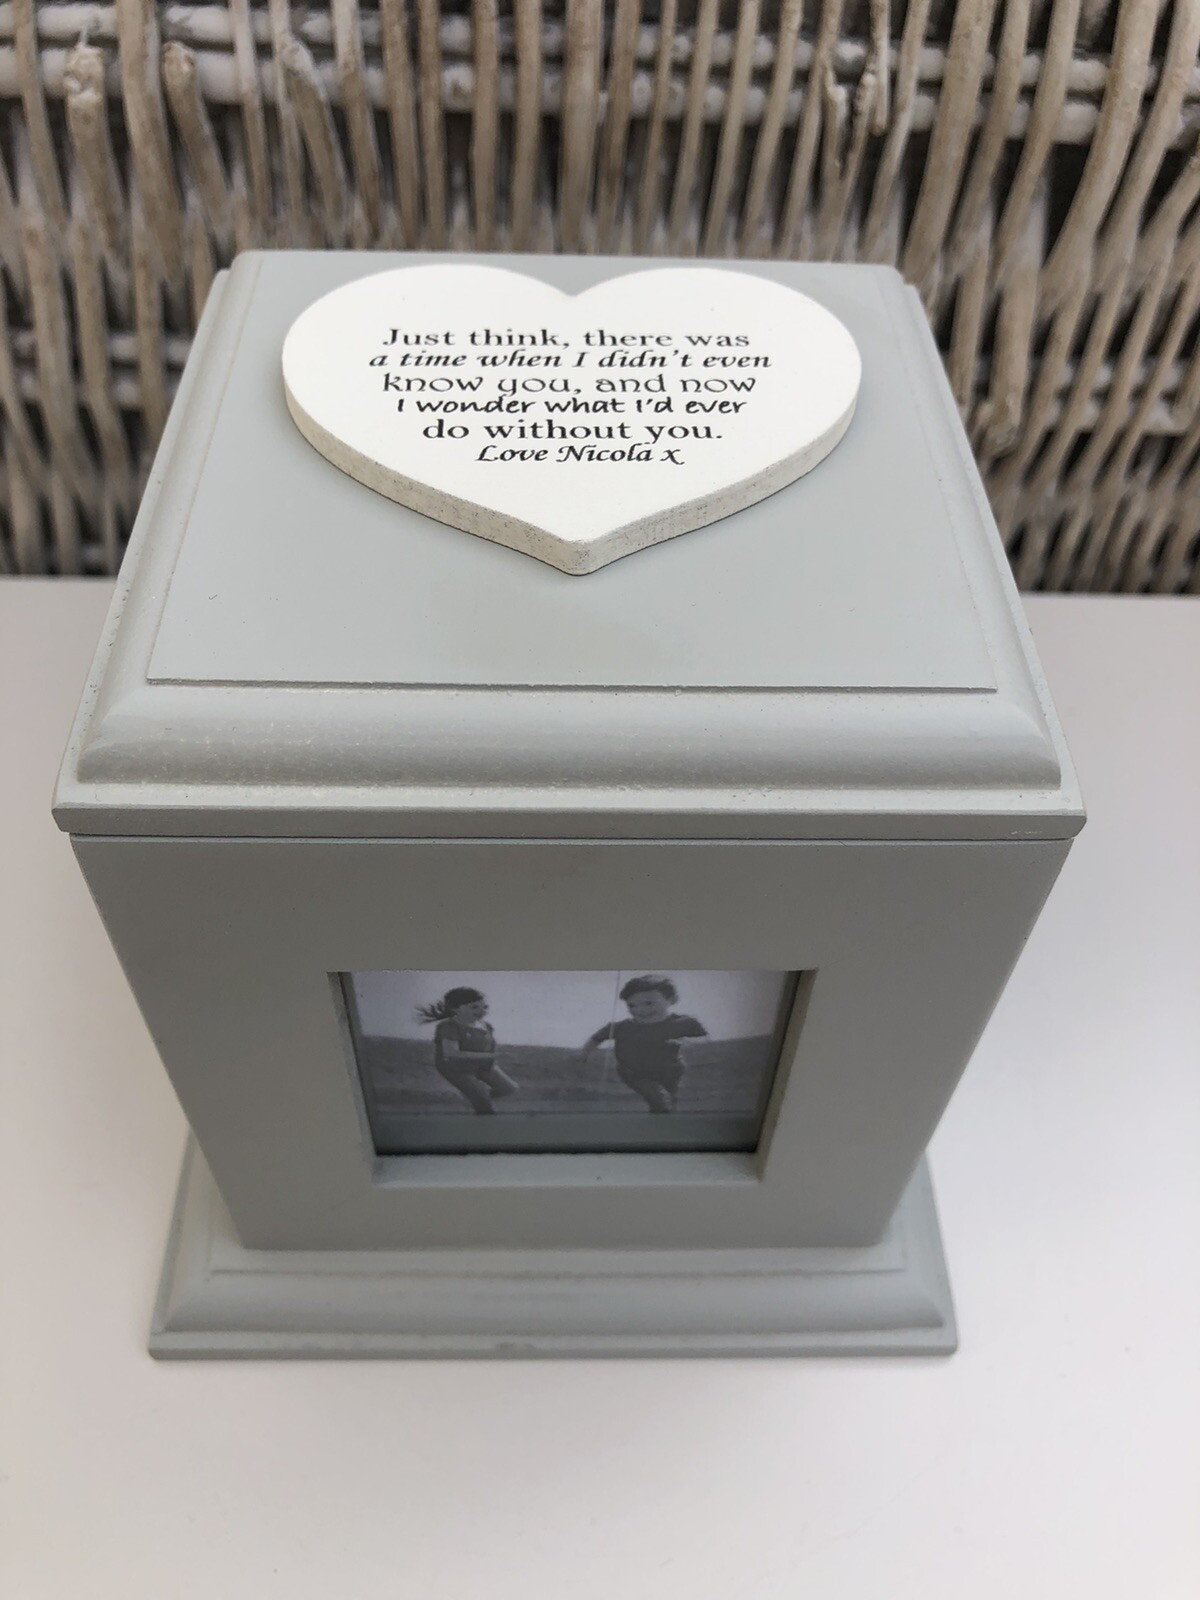 Just think, there was
a time when I didn't even
know you, and now
I wonder what I'd ever
do without you.
Love Nicola x